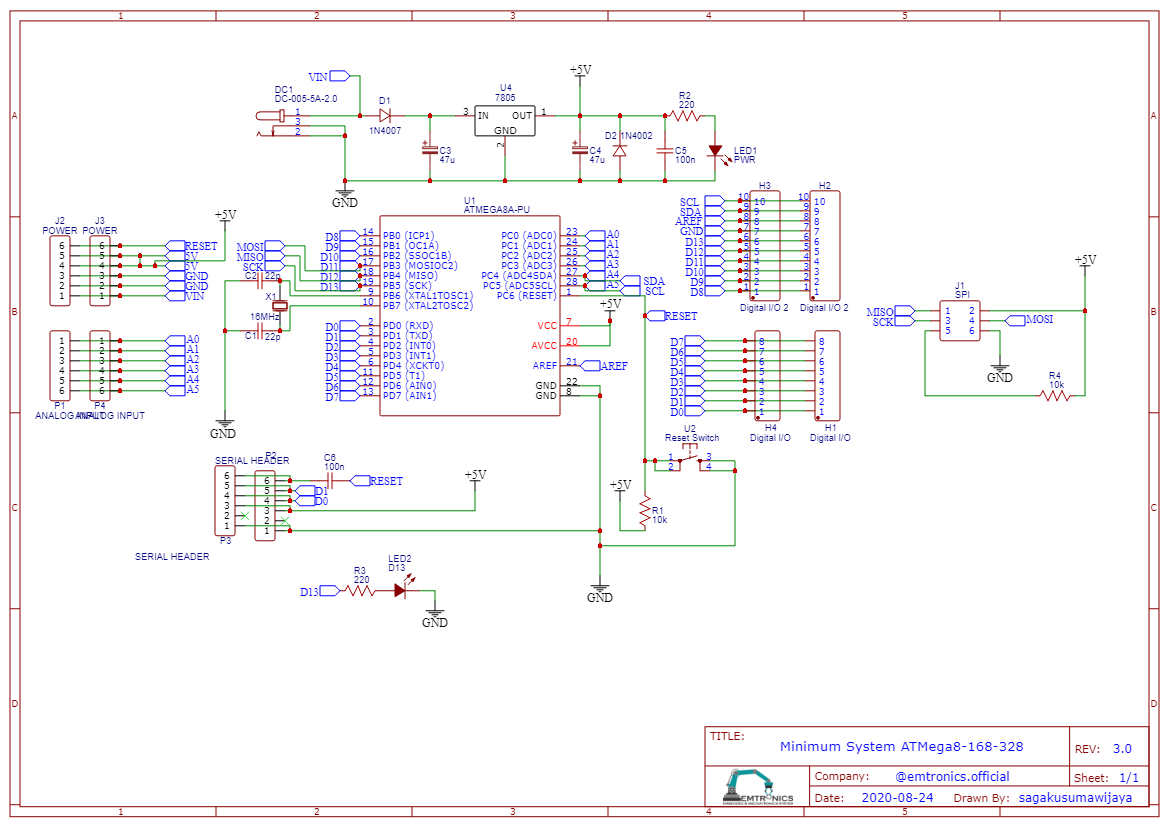 1 2 3 4 5
A A
B B
C C
D D
VIN
DC1
DC-005-5A-2.0
1
3
2
D1
1N4007
C3
47u
U4
7805
3 IN OUT 1
GND
2
+5V
C4
47u
D2 1N4002
C5
100n
R2
220
LED1
PWR
GND
J2 J3
POWER POWER
6 6 RESET
5 5 5V
4 4 5V
3 3 GND
2 2 GND
1 1 VIN
1 1 A0
2 2 A1
3 3 A2
4 4 A3
5 5 A4
6 6 A5
P1 P4
ANALOG INPUT ANALOG INPUT
+5V
MOSI
MISO
SCK
C2 22p
X1
16MHz
C1 22p
GND
U1
ATMEGA8A-PU
D8 14 PB0 (ICP1)
D9 15 PB1 (OC1A)
D10 16 PB2 (SSOC1B)
D11 17 PB3 (MOSIOC2)
D12 18 PB4 (MISO)
D13 19 PB5 (SCK)
9 PB6 (XTAL1TOSC1)
10 PB7 (XTAL2TOSC2)
D0 2 PD0 (RXD)
D1 3 PD1 (TXD)
D2 4 PD2 (INT0)
D3 5 PD3 (INT1)
D4 6 PD4 (XCKT0)
D5 11 PD5 (T1)
D6 12 PD6 (AIN0)
D7 13 PD7 (AIN1)
PC0 (ADC0) 23 A0
PC1 (ADC1) 24 A1
PC2 (ADC2) 25 A2
PC3 (ADC3) 26 A3
PC4 (ADC4SDA) 27 A4 SDA
PC5 (ADC5SCL) 28 A5 SCL
PC6 (RESET) 1
+5V
RESET
VCC 7
AVCC 20
AREF 21 AREF
GND 22
GND 8
H3 H2
SCL 10 10 10 10
SDA 9 9 9 9
AREF 8 8 8 8
GND 7 7 7 7
D13 6 6 6 6
D12 5 5 5 5
D11 4 4 4 4
D10 3 3 3 3
D9 2 2 2 2
D8 1 1 1 1
Digital I/O 2 Digital I/O 2
D7 8 8
D6 7 7
D5 6 6
D4 5 5
D3 4 4
D2 3 3
D1 2 2
D0 1 1
H4 H1
Digital I/O Digital I/O
+5V
J1
SPI
MISO 1 2
SCK 3 4 MOSI
5 6
GND
R4
10k
U2
Reset Switch
1 3
2 4
+5V
R1
10k
SERIAL HEADER P2
6 6
5 5
4 4
3 3
2 2
1 1
P3
C6
100n
RESET
D1
D0
+5V
SERIAL HEADER
GND
D13
R3
220
LED2
D13
GND
TITLE:
Minimum System ATMega8-168-328
REV: 3.0
EMTRONICS
Company: @emtronics.official
Sheet: 1/1
Date: 2020-08-24 Drawn By: sagakusumawijaya
1 2 3 4 5